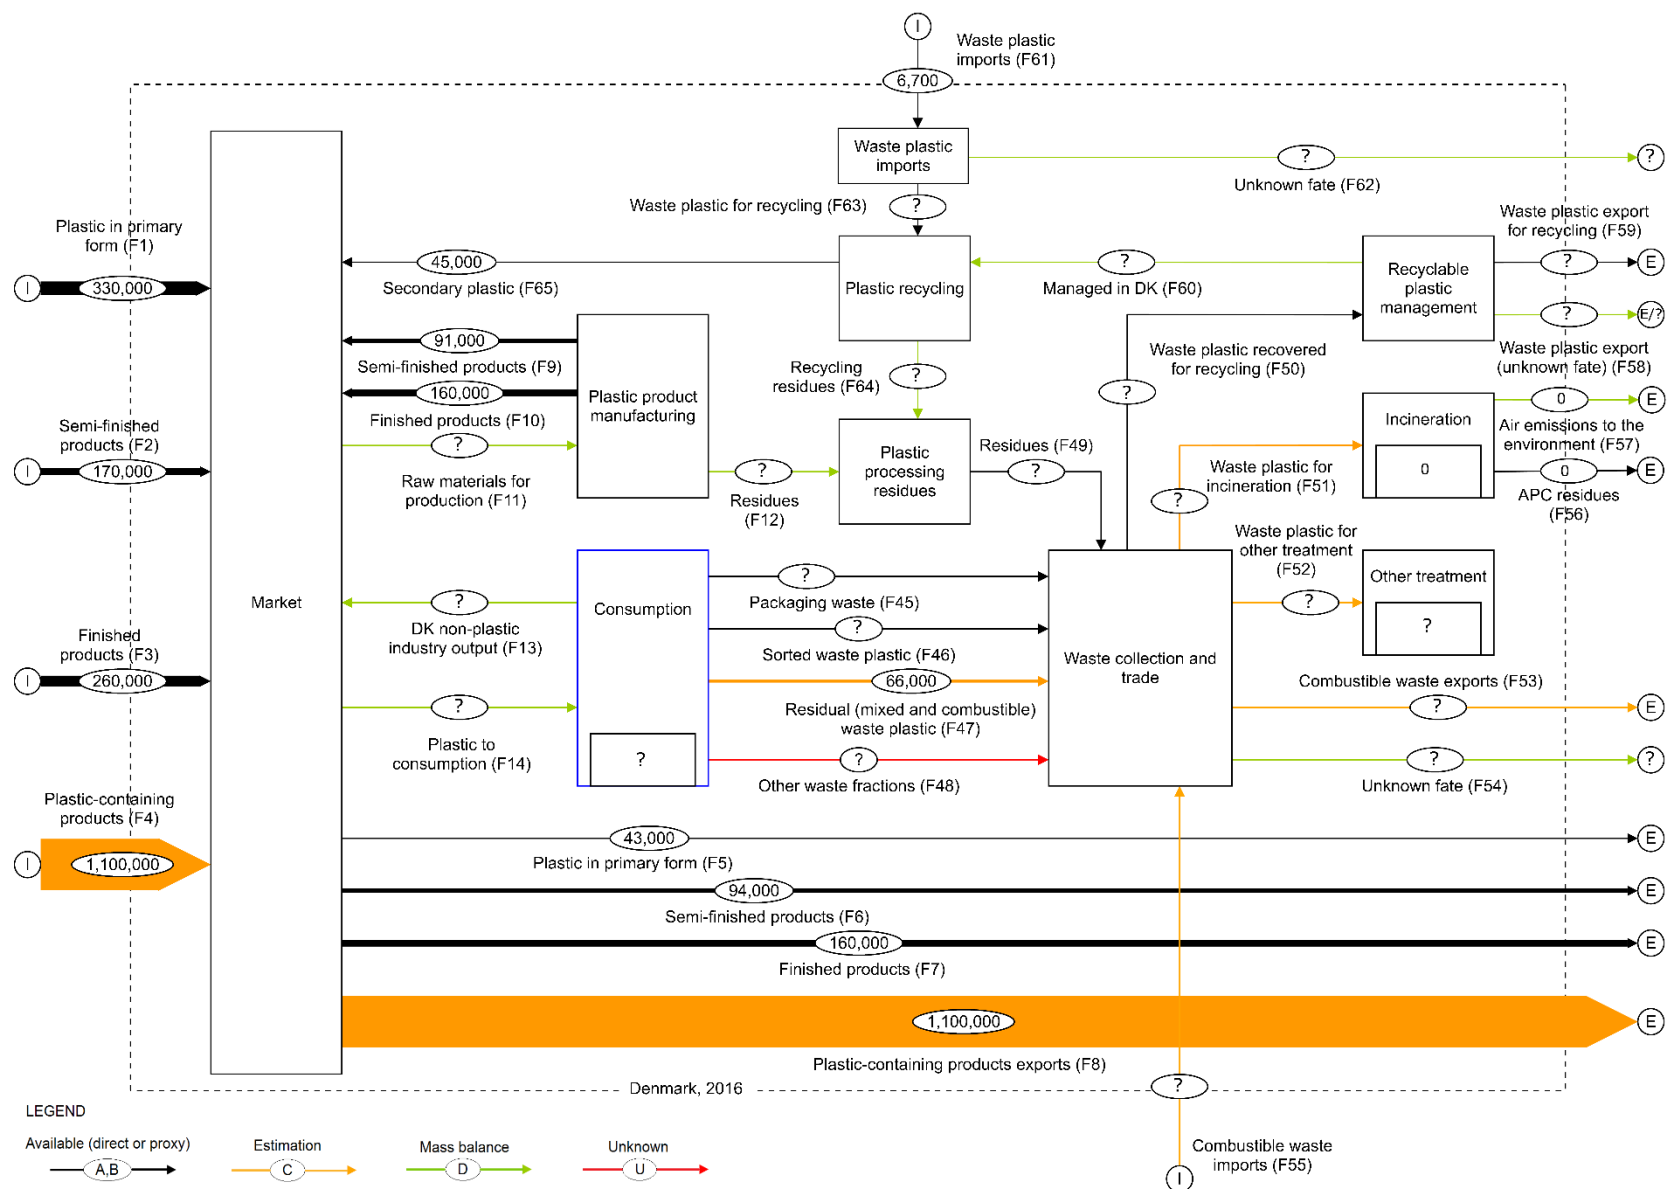 I
Waste plastic
imports (F61)
6,700
Waste plastic
imports
?
?
Unknown fate (F62)
Waste plastic for recycling (F63)
?
Plastic in primary
form (F1)
I
330,000
45,000
Secondary plastic (F65)
Plastic recycling
?
Managed in DK (F60)
Recyclable
plastic
management
Waste plastic export
for recycling (F59)
?
E
?
E/?
Waste plastic export
(unknown fate) (F58)
91,000
Semi-finished products (F9)
160,000
Finished products (F10)
?
Raw materials for
production (F11)
Plastic product
manufacturing
Recycling
residues (F64)
?
Waste plastic recovered
for recycling (F50)
?
Semi-finished
products (F2)
I
170,000
?
Residues
(F12)
Plastic
processing
residues
Residues (F49)
?
Waste plastic for
incineration (F51)
?
Incineration
0
0
E
Air emissions to the
environment (F57)
0
E
APC residues
(F56)
Market
?
DK non-plastic
industry output (F13)
?
Plastic to
consumption (F14)
Consumption
?
?
Packaging waste (F45)
?
Sorted waste plastic (F46)
66,000
Residual (mixed and combustible)
waste plastic (F47)
?
Other waste fractions (F48)
Waste collection and
trade
Waste plastic for
other treatment
(F52)
?
Other treatment
?
Combustible waste exports (F53)
?
E
?
?
Unknown fate (F54)
Finished
products (F3)
I
260,000
Plastic-containing
products (F4)
I
1,100,000
43,000
E
Plastic in primary form (F5)
94,000
E
Semi-finished products (F6)
160,000
E
Finished products (F7)
1,100,000
E
Plastic-containing products exports (F8)
Denmark, 2016
?
Combustible waste
imports (F55)
I
LEGEND
Available (direct or proxy)
A,B
Estimation
C
Mass balance
D
Unknown
U